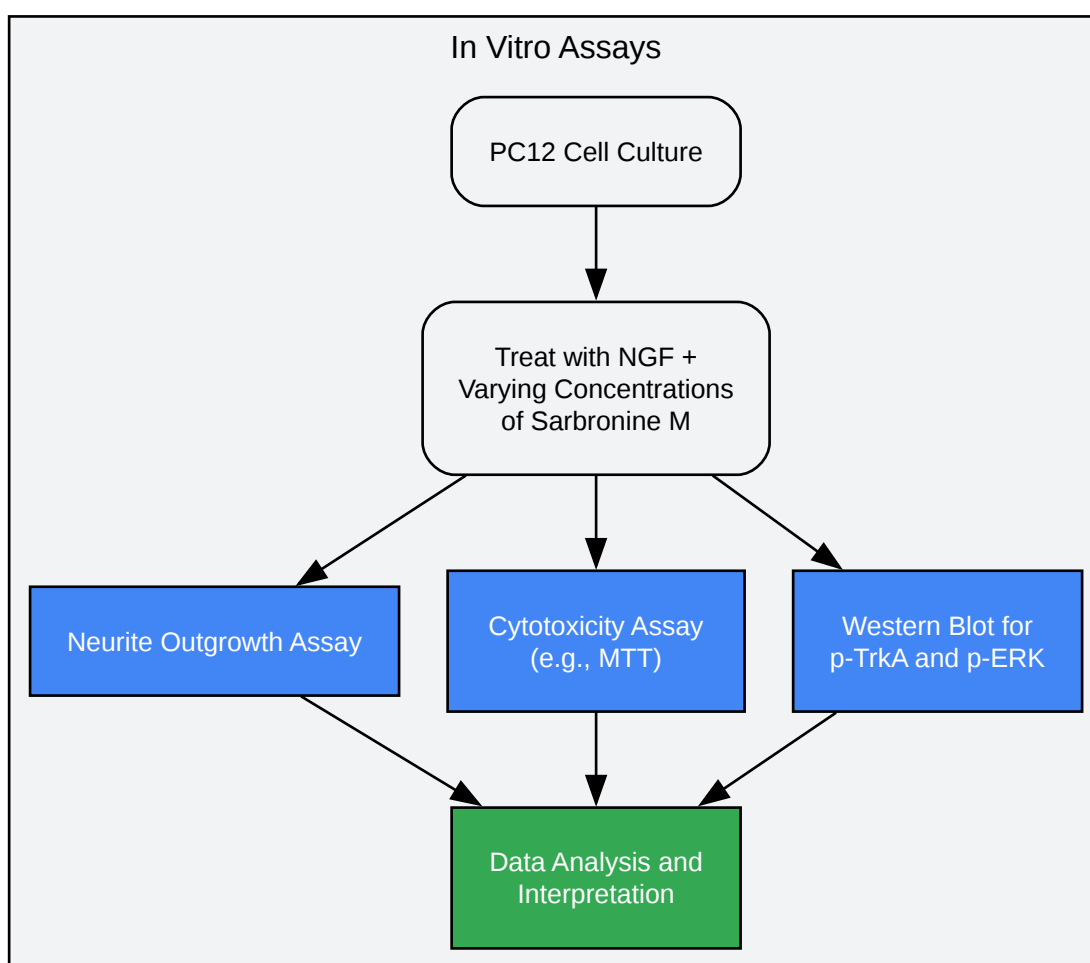 In Vitro Assays
PC12 Cell Culture
Treat with NGF +
Varying Concentrations
of Sarbronine M
Neurite Outgrowth Assay
Cytotoxicity Assay
(e.g., MTT)
Western Blot for
p-TrkA and p-ERK
Data Analysis and
Interpretation